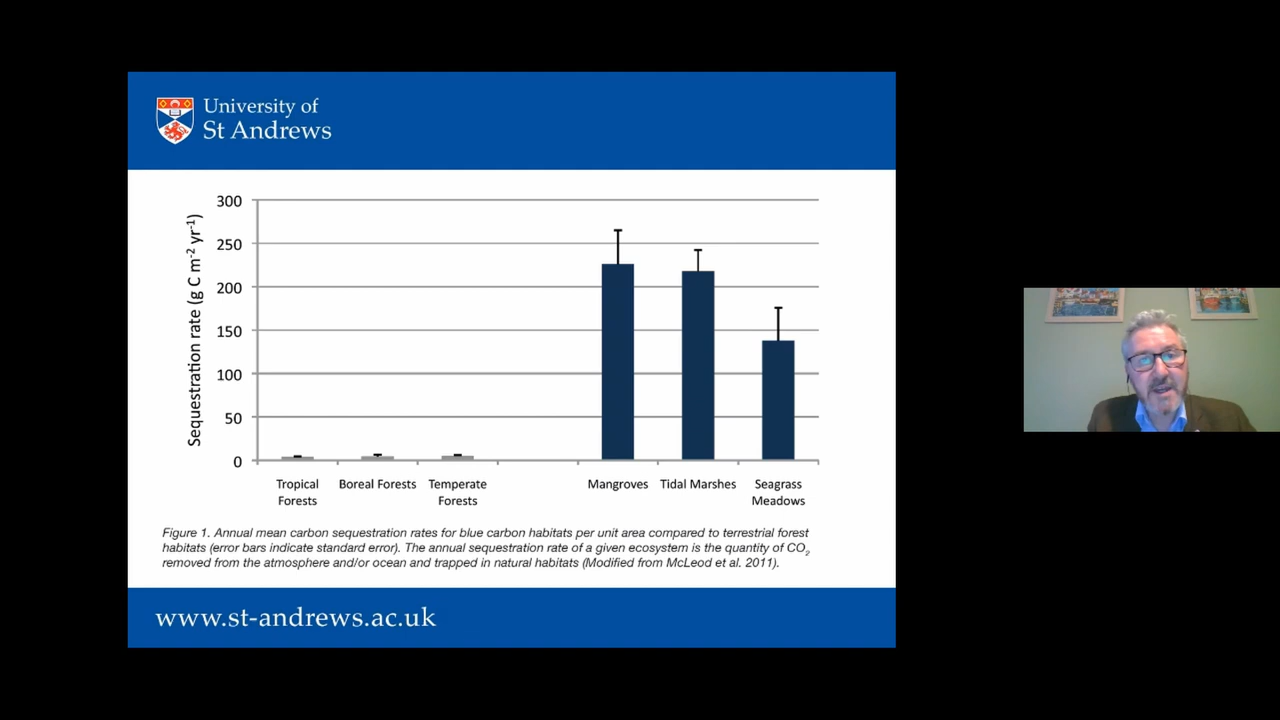 University of
St Andrews
300
250
200
150
100
50
0
Sequestration rate (g C m-2 yr-1)
Tropical
Forests
Boreal Forests
Temperate
Forests
Mangroves
Tidal Marshes
Seagrass
Meadows
Figure 1. Annual mean carbon sequestration rates for blue carbon habitats per unit area compared to terrestrial forest
habitats (error bars indicate standard error). The annual sequestration rate of a given ecosystem is the quantity of CO2
removed from the atmosphere and/or ocean and trapped in natural habitats (Modified from McLeod et al. 2011).
www.st-andrews.ac.uk